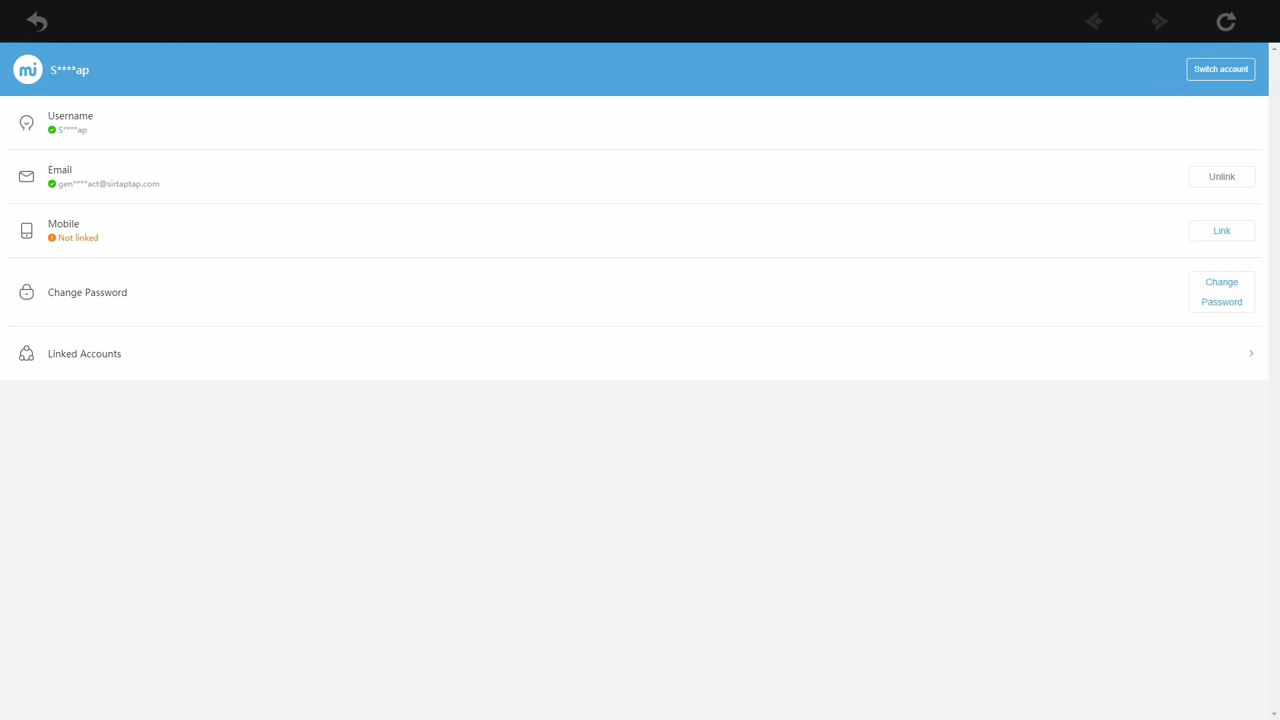 mi
S****ap
Switch account
Username
S****ap
Email
gen****act@sirtaptap.com
Unlink
Mobile
Not linked
Link
Change Password
Change
Password
Linked Accounts